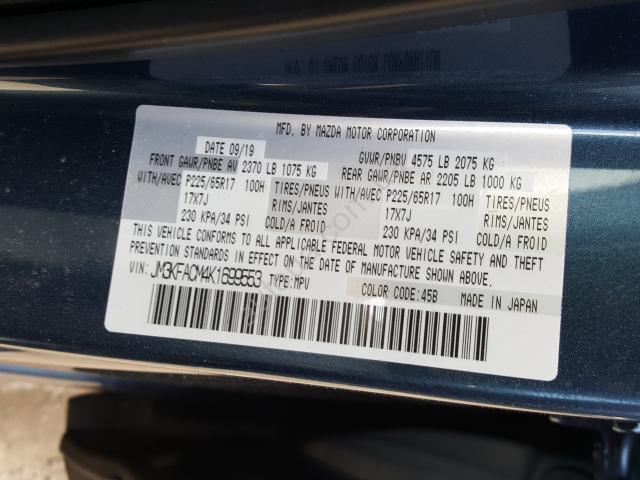 MFD. BY MAZDA MOTOR CORPORATION
DATE 09/19 GVWR/PNBV 4575 LB 2075 KG
FRONT GAWR/PNBE AV 2370 LB 1075 KG REAR GAWR/PNBE AR 2205 LB 1000 KG
WITH/AVEC P225/65R17 100H TIRES/PNEUS WITH/AVEC P225/65R17 100H TIRES/PNEUS
17X7J RIMS/JANTES 17X7J RIMS/JANTES
230 KPA/34 PSI COLD/A FROID 230 KPA/34 PSI COLD/A FROID
THIS VEHICLE CONFORMS TO ALL APPLICABLE FEDERAL MOTOR VEHICLE SAFETY AND THEFT
PREVENTION STANDARDS IN EFFECT ON THE DATE OF MANUFACTURE SHOWN ABOVE.
VIN: JM3KFACM4K1699553 TYPE:MPV COLOR CODE:45B MADE IN JAPAN